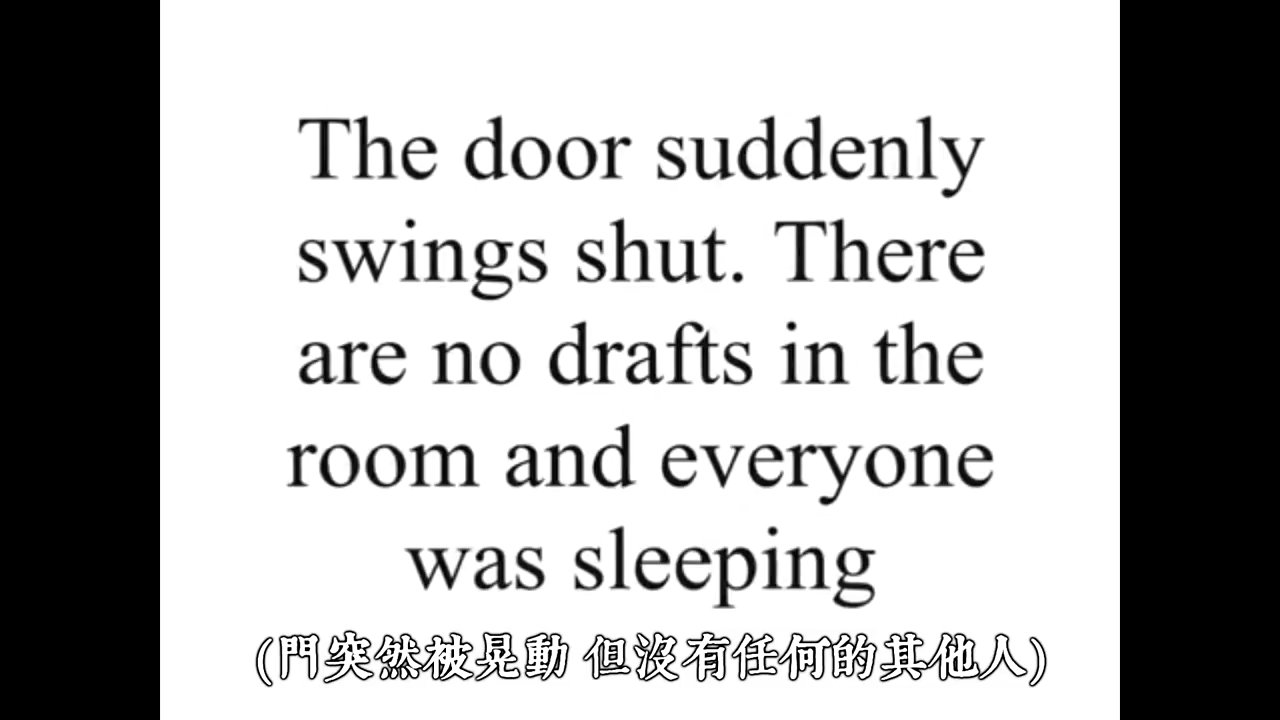 The door suddenly
swings shut. There
are no drafts in the
room and everyone
was sleeping
(門突然被晃動 但沒有任何的其他人)